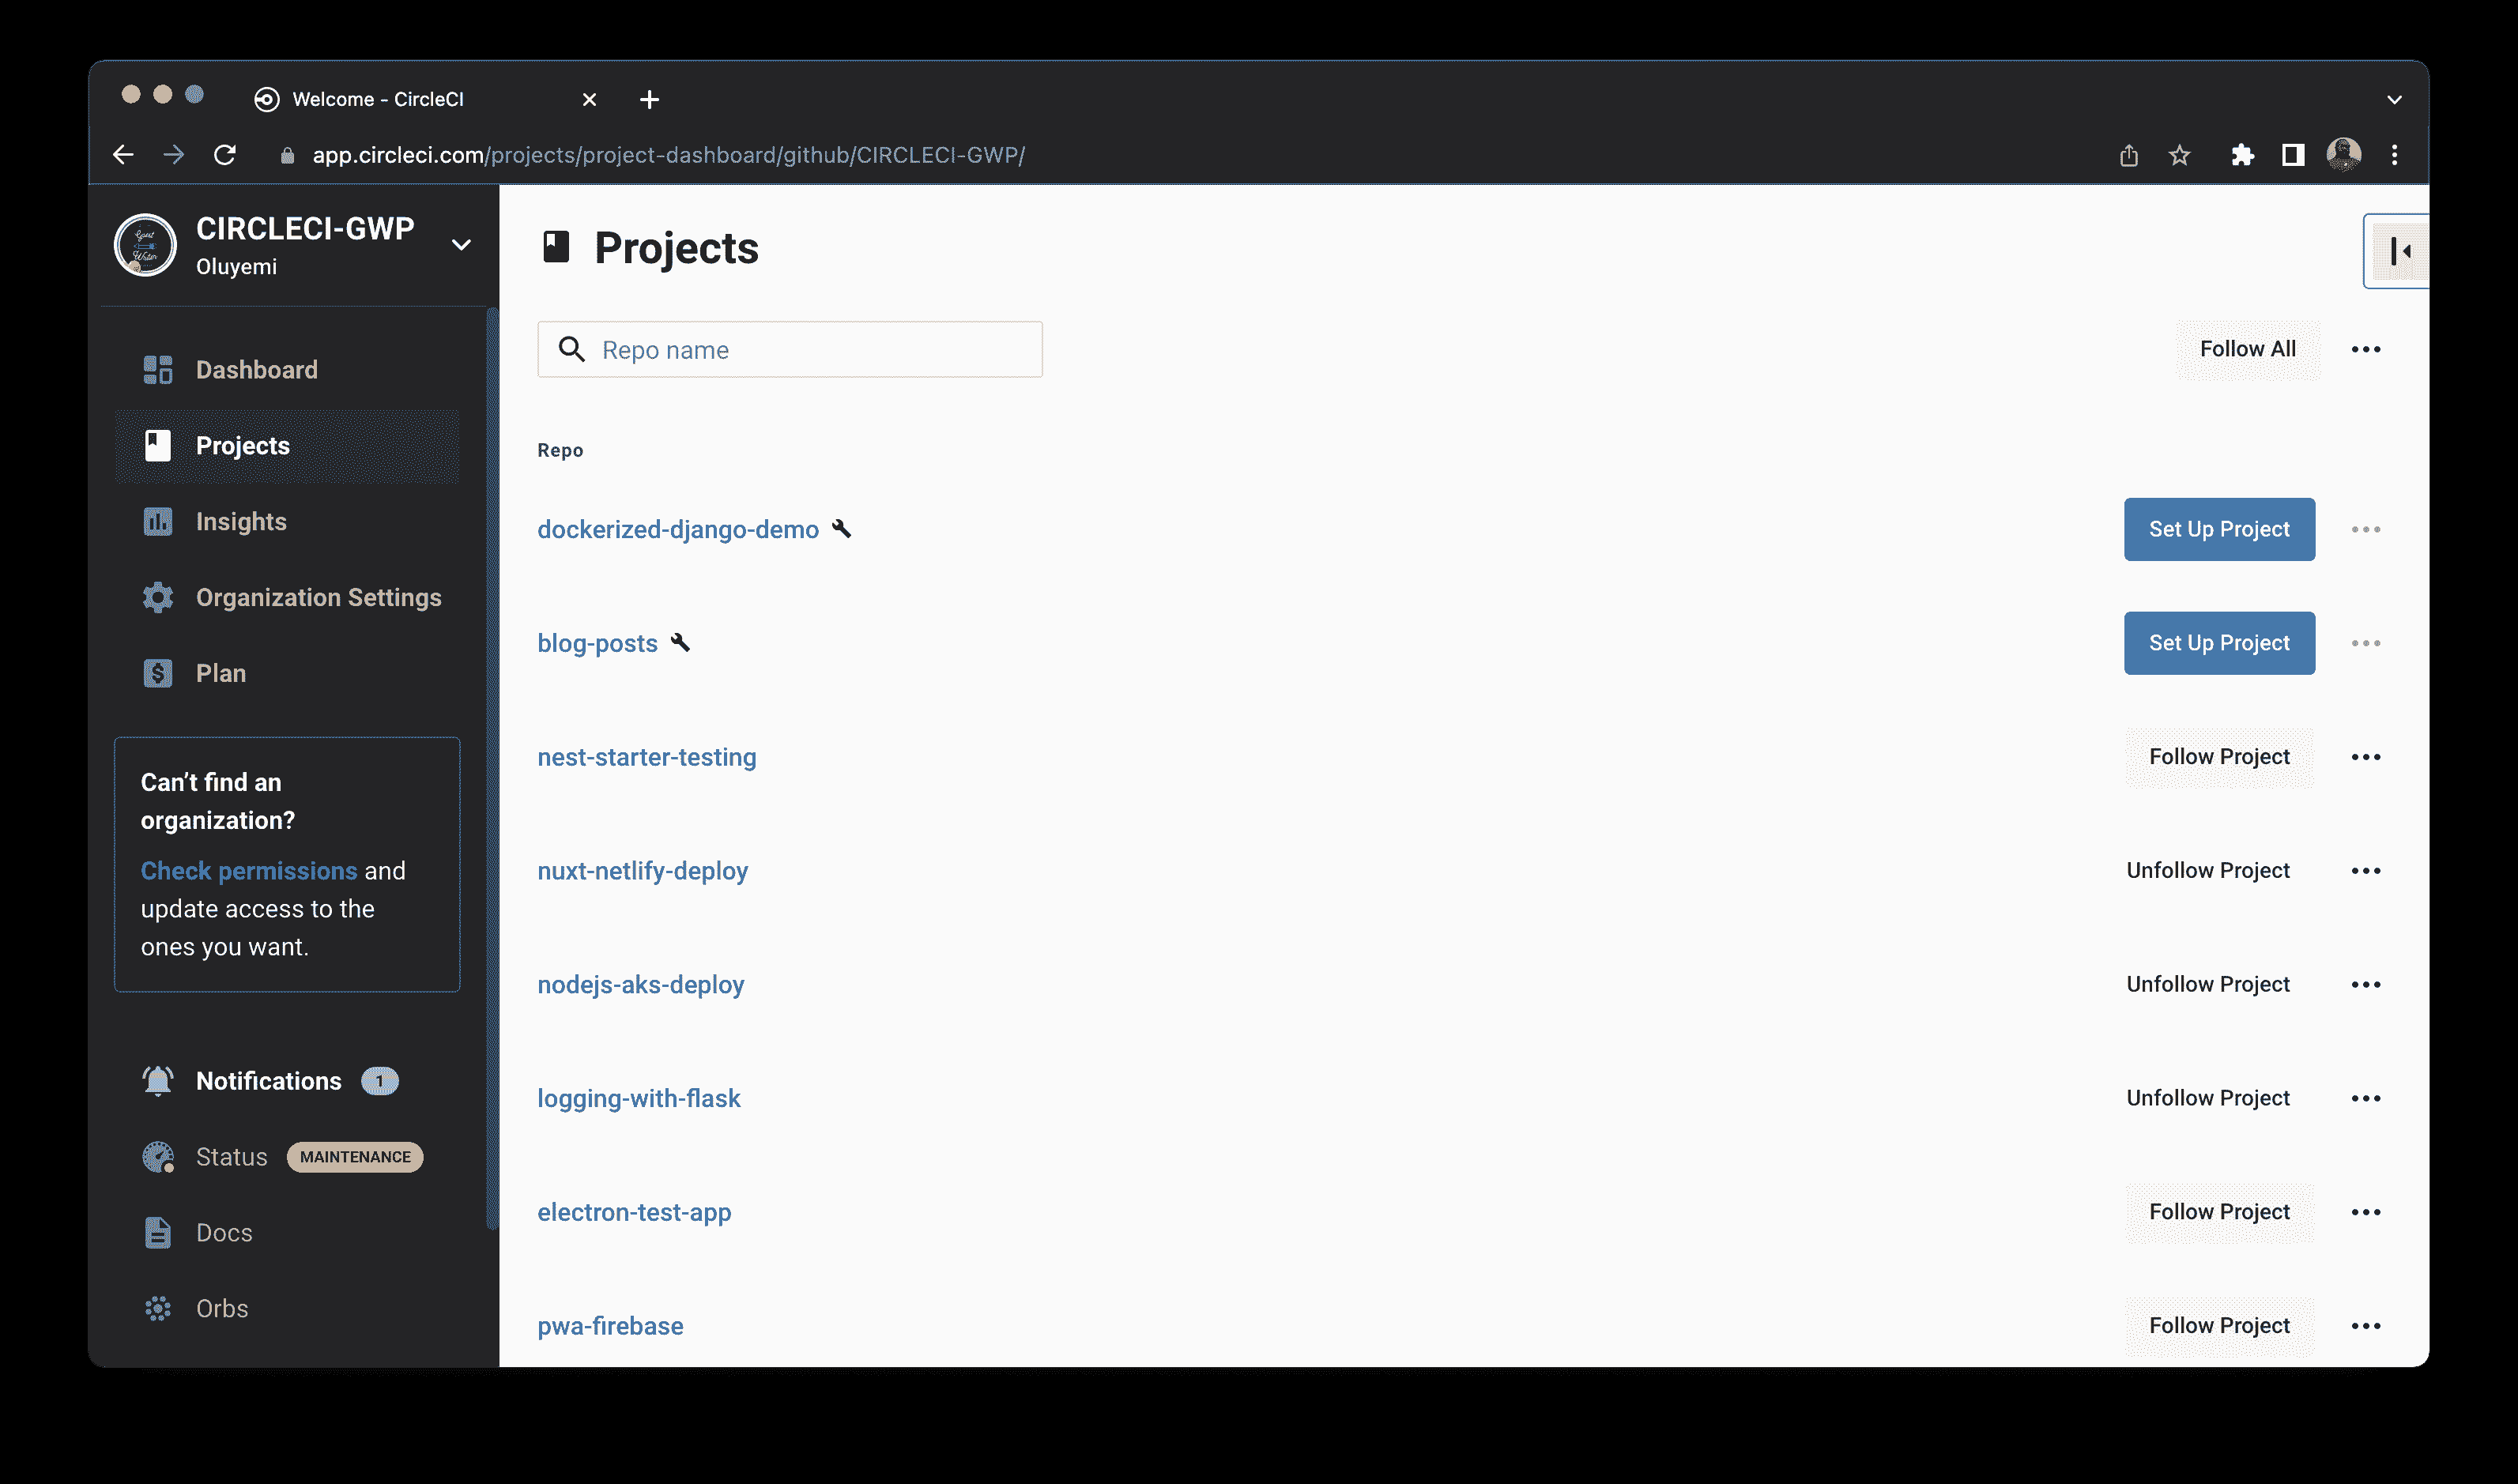 Welcome - CircleCI
app.circleci.com/projects/project-dashboard/github/CIRCLECI-GWP/
CIRCLECI-GWP
Oluyemi
Dashboard
Projects
Insights
Organization Settings
$ Plan
Can’t find an
organization?
Check permissions and
update access to the
ones you want.
Notifications 1
Status MAINTENANCE
Docs
Orbs
Projects
Repo name
Follow All
Repo
dockerized-django-demo Set Up Project
blog-posts Set Up Project
nest-starter-testing Follow Project
nuxt-netlify-deploy Unfollow Project
nodejs-aks-deploy Unfollow Project
logging-with-flask Unfollow Project
electron-test-app Follow Project
pwa-firebase Follow Project